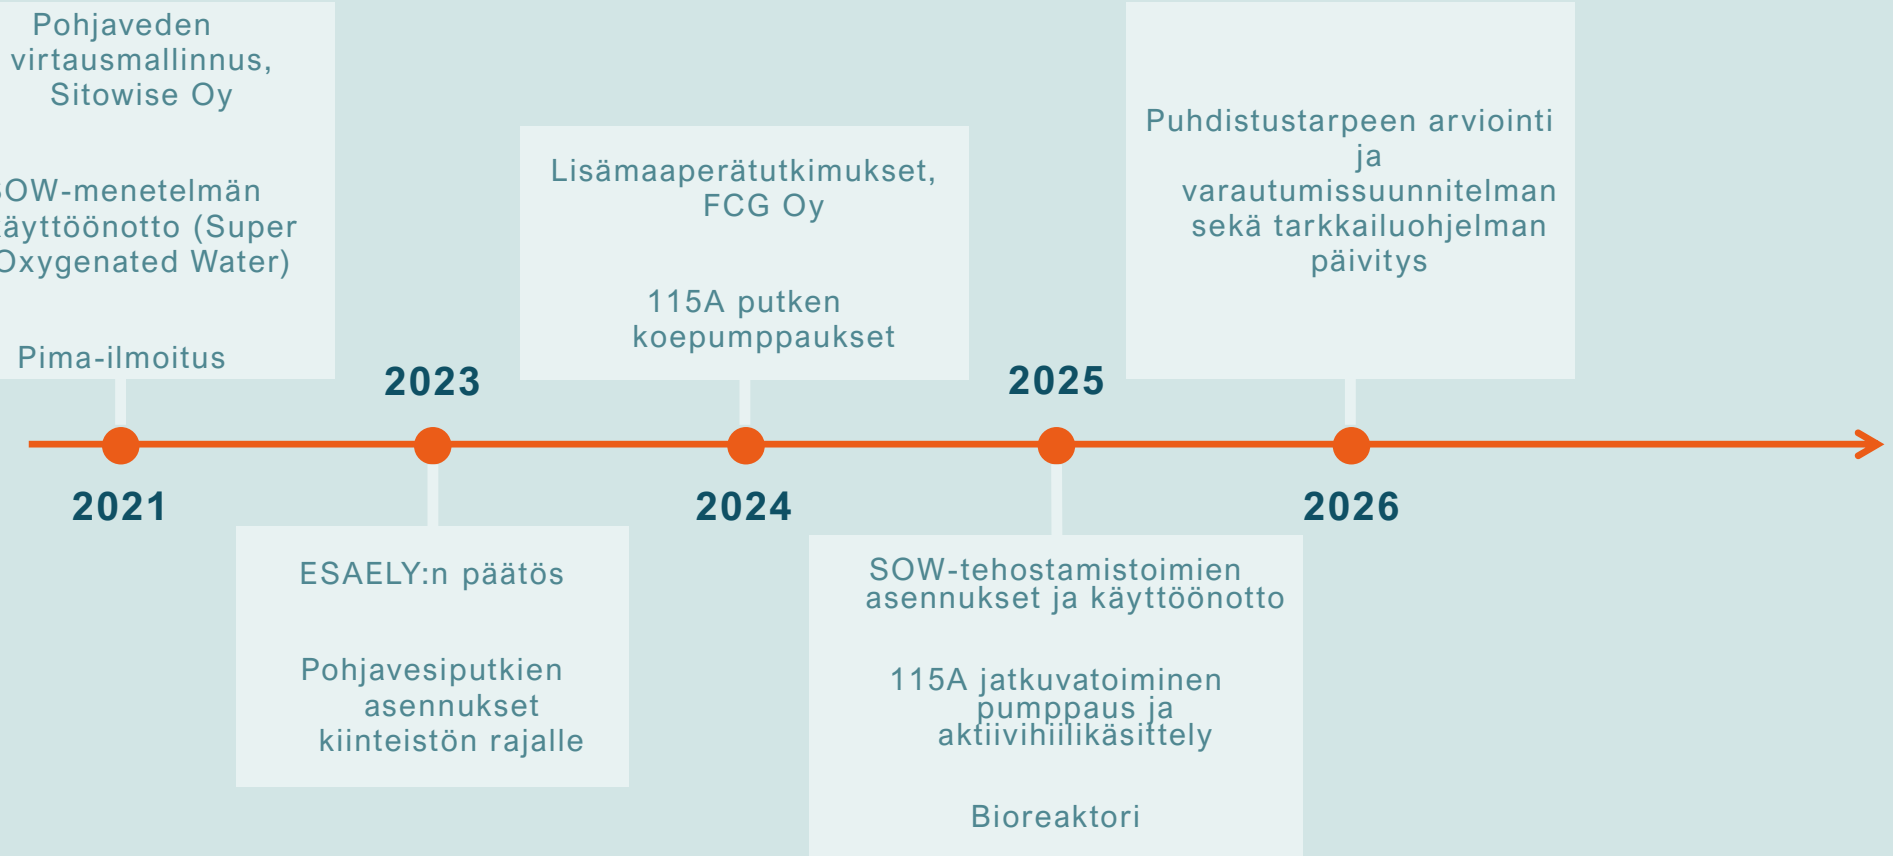 Pohjaveden
virtausmallinnus,
Sitowise Oy
SOW-menetelmän
käyttöönotto (Super
Oxygenated Water)
Pima-ilmoitus
2021
2023
ESAELY:n päätös
Pohjavesiputkien
asennukset
kiinteistön rajalle
Lisämaaperätutkimukset,
FCG Oy
115A putken
koepumppaukset
2024
2025
SOW-tehostamistoimien
asennukset ja käyttöönotto
115A jatkuvatoiminen
pumppaus ja
aktiivihiilikäsittely
Bioreaktori
Puhdistustarpeen arviointi
ja
varautumissuunnitelman
sekä tarkkailuohjelman
päivitys
2026